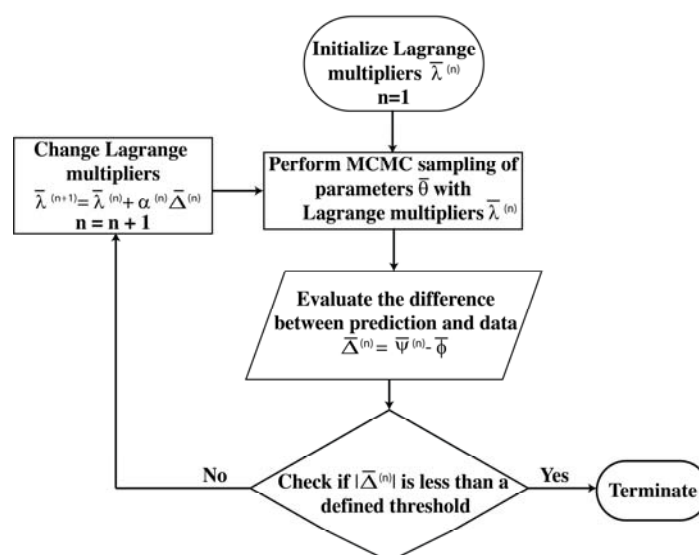 Initialize Lagrange
multipliers λ̅ ⁽ⁿ⁾
n=1
Change Lagrange
multipliers
λ̅ ⁽ⁿ⁺¹⁾= λ̅ ⁽ⁿ⁾+ α ⁽ⁿ⁾ Δ̅ ⁽ⁿ⁾
n = n + 1
Perform MCMC sampling of
parameters θ̅ with
Lagrange multipliers λ̅ ⁽ⁿ⁾
Evaluate the difference
between prediction and data
Δ̅ ⁽ⁿ⁾ = Ψ̅ ⁽ⁿ⁾- ϕ̅
No
Check if |Δ̅ ⁽ⁿ⁾| is less than a
defined threshold
Yes
Terminate